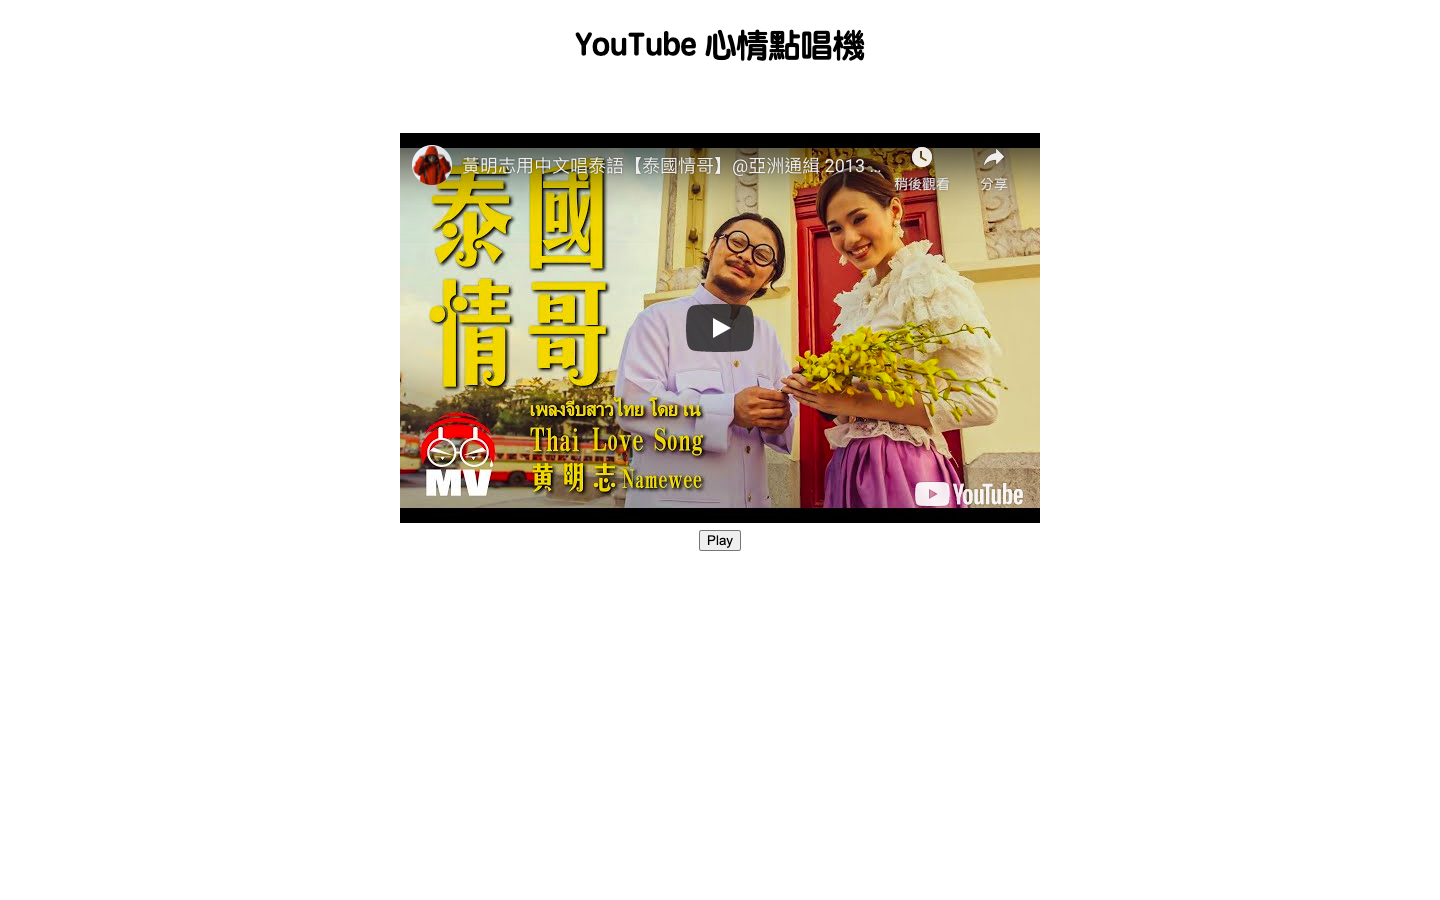 YouTube 心情點唱機
黃明志用中文唱泰語【泰國情哥】@亞洲通緝 2013 ...
稍後觀看
分享
泰國
情哥
เพลงจีบสาวไทย โดย เน
Thai Love Song
黄明志 Namewee
MV
YouTube
Play